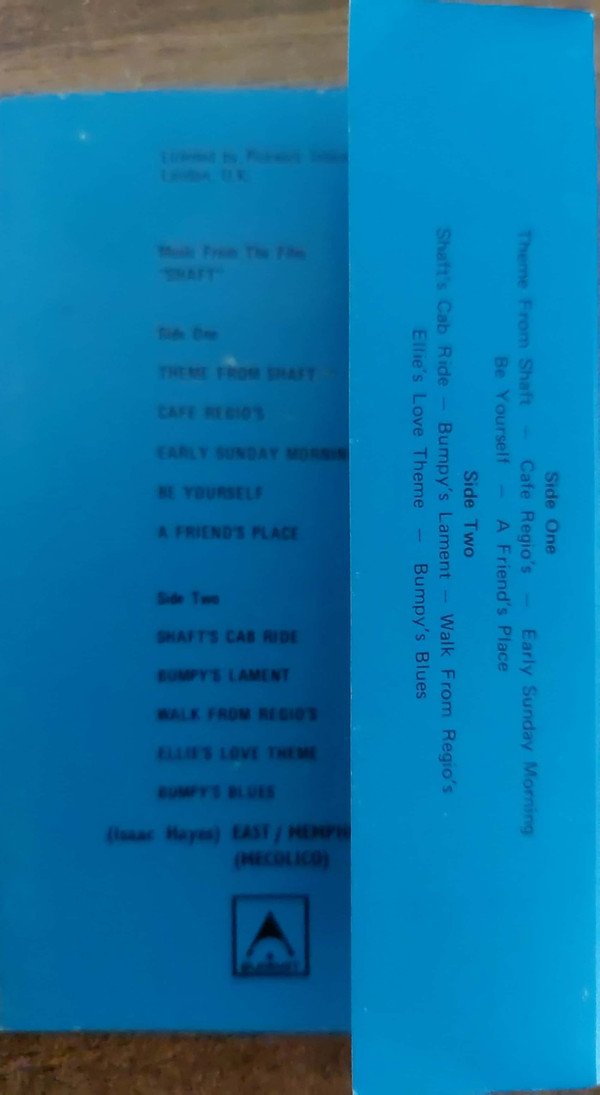 Licensed by
London U.K.
Music From The Film
"SHAFT"
Side One
THEME FROM SHAFT
CAFE REGIO'S
EARLY SUNDAY MORNIN
BE YOURSELF
A FRIEND'S PLACE
Side Two
SHAFT'S CAB RIDE
BUMPY'S LAMENT
WALK FROM REGIO'S
ELLIE'S LOVE THEME
BUMPY'S BLUES
(Isaac Hayes) EAST / MEMPHI
(MECOLICO)
Side One
Theme From Shaft — Cafe Regio's — Early Sunday Morning
Be Yourself — A Friend's Place
Side Two
Shaft's Cab Ride — Bumpy's Lament — Walk From Regio's
Ellie's Love Theme — Bumpy's Blues